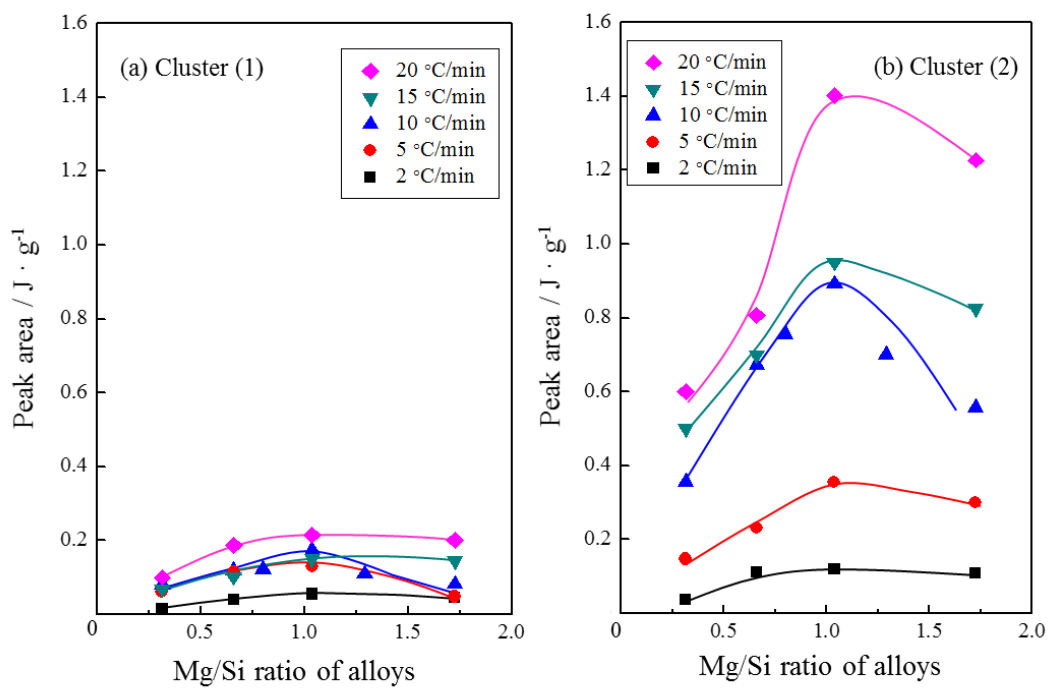 (a) Cluster (1)
20 °C/min
15 °C/min
10 °C/min
5 °C/min
2 °C/min
1.6
1.4
1.2
1.0
0.8
0.6
0.4
0.2
0
0.5
1.0
1.5
2.0
Peak area / J · g⁻¹
Mg/Si ratio of alloys
(b) Cluster (2)
20 °C/min
15 °C/min
10 °C/min
5 °C/min
2 °C/min
1.6
1.4
1.2
1.0
0.8
0.6
0.4
0.2
0
0.5
1.0
1.5
2.0
Peak area / J · g⁻¹
Mg/Si ratio of alloys